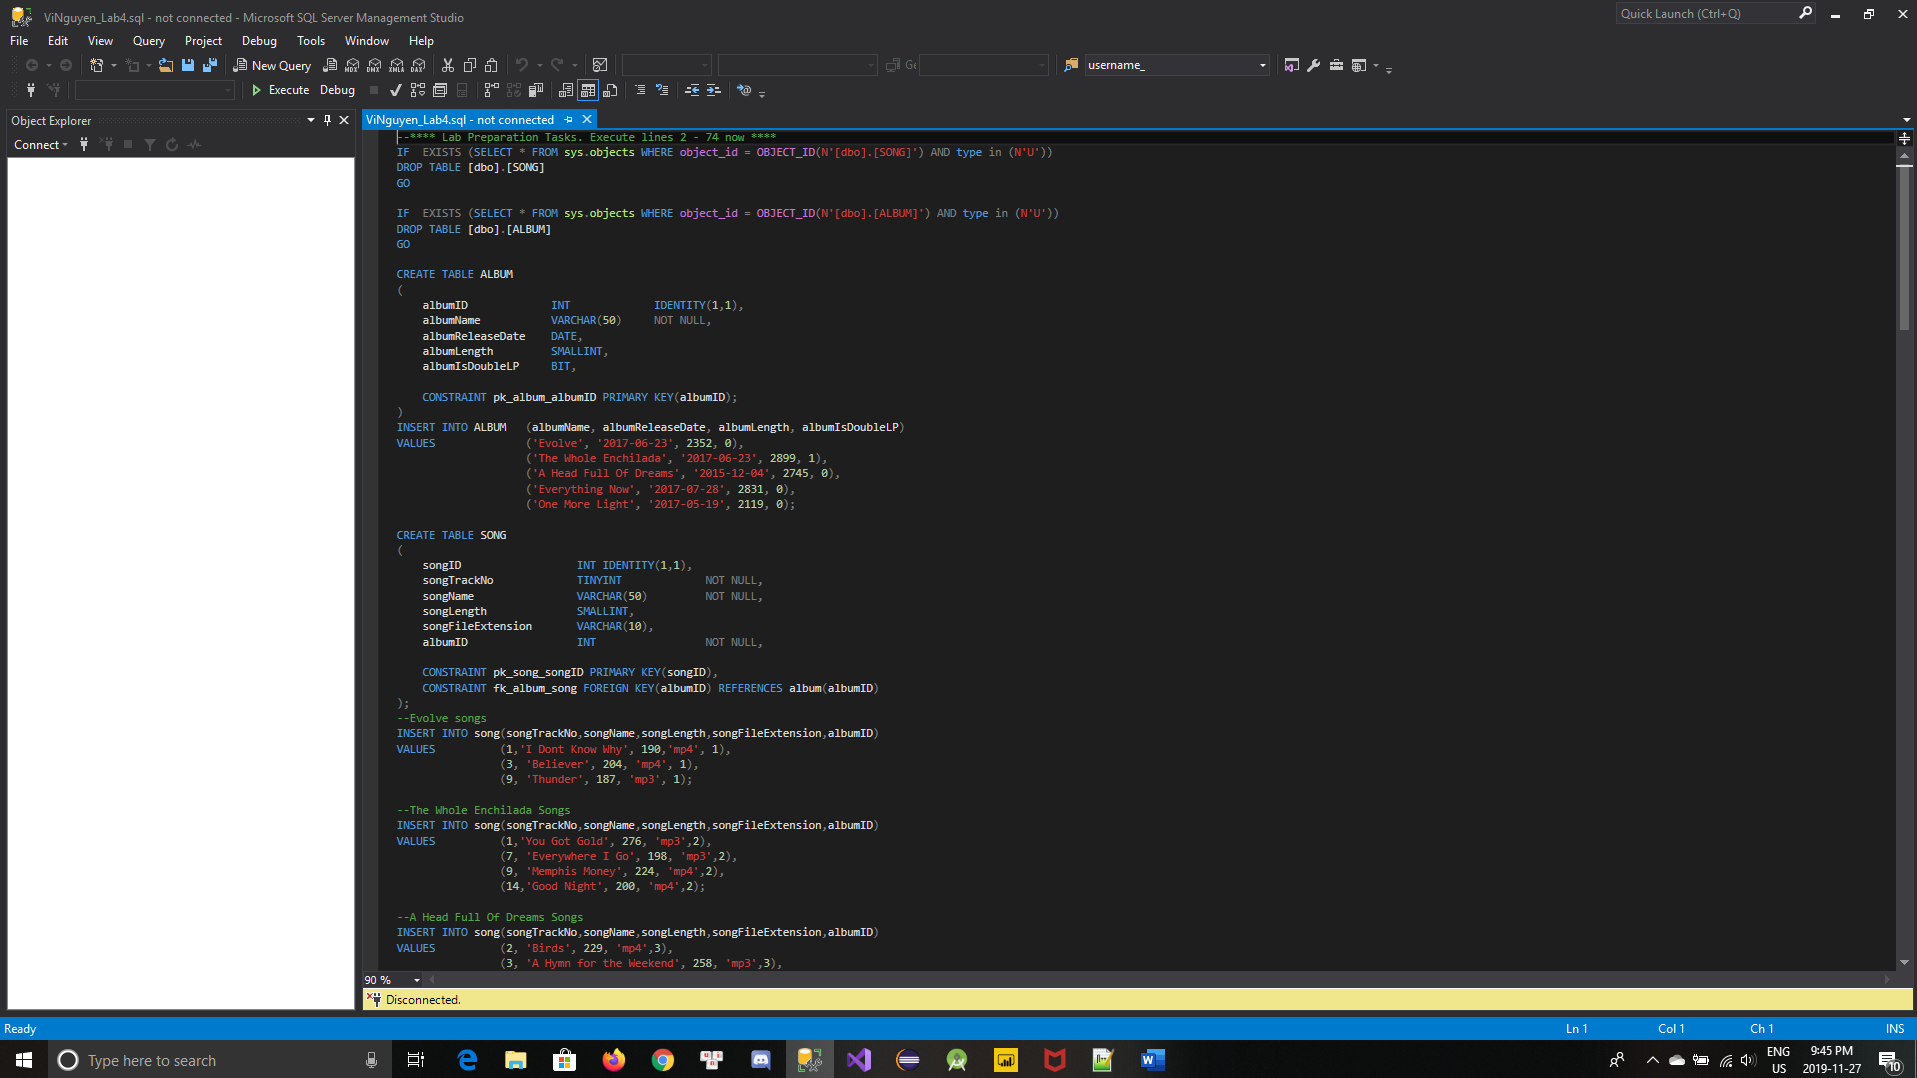 ViNguyen_Lab4.sql - not connected - Microsoft SQL Server Management Studio
Quick Launch (Ctrl+Q)
File Edit View Query Project Debug Tools Window Help
New Query MDX DMX XMLA DAX
username_
Execute Debug
Object Explorer
ViNguyen_Lab4.sql - not connected
Connect
--**** Lab Preparation Tasks. Execute lines 2 - 74 now ****
IF  EXISTS (SELECT * FROM sys.objects WHERE object_id = OBJECT_ID(N'[dbo].[SONG]') AND type in (N'U'))
DROP TABLE [dbo].[SONG]
GO
IF  EXISTS (SELECT * FROM sys.objects WHERE object_id = OBJECT_ID(N'[dbo].[ALBUM]') AND type in (N'U'))
DROP TABLE [dbo].[ALBUM]
GO
CREATE TABLE ALBUM
(
albumID INT IDENTITY(1,1),
albumName VARCHAR(50) NOT NULL,
albumReleaseDate DATE,
albumLength SMALLINT,
albumIsDoubleLP BIT,
CONSTRAINT pk_album_albumID PRIMARY KEY(albumID);
)
INSERT INTO ALBUM (albumName, albumReleaseDate, albumLength, albumIsDoubleLP)
VALUES ('Evolve', '2017-06-23', 2352, 0),
('The Whole Enchilada', '2017-06-23', 2899, 1),
('A Head Full Of Dreams', '2015-12-04', 2745, 0),
('Everything Now', '2017-07-28', 2831, 0),
('One More Light', '2017-05-19', 2119, 0);
CREATE TABLE SONG
(
songID INT IDENTITY(1,1),
songTrackNo TINYINT NOT NULL,
songName VARCHAR(50) NOT NULL,
songLength SMALLINT,
songFileExtension VARCHAR(10),
albumID INT NOT NULL,
CONSTRAINT pk_song_songID PRIMARY KEY(songID),
CONSTRAINT fk_album_song FOREIGN KEY(albumID) REFERENCES album(albumID)
);
--Evolve songs
INSERT INTO song(songTrackNo,songName,songLength,songFileExtension,albumID)
VALUES (1,'I Dont Know Why', 190,'mp4', 1),
(3, 'Believer', 204, 'mp4', 1),
(9, 'Thunder', 187, 'mp3', 1);
--The Whole Enchilada Songs
INSERT INTO song(songTrackNo,songName,songLength,songFileExtension,albumID)
VALUES (1,'You Got Gold', 276, 'mp3',2),
(7, 'Everywhere I Go', 198, 'mp3',2),
(9, 'Memphis Money', 224, 'mp4',2),
(14,'Good Night', 200, 'mp4',2);
--A Head Full Of Dreams Songs
INSERT INTO song(songTrackNo,songName,songLength,songFileExtension,albumID)
VALUES (2, 'Birds', 229, 'mp4',3),
(3, 'A Hymn for the Weekend', 258, 'mp3',3),
90 %
Disconnected.
Ready Ln 1 Col 1 Ch 1 INS
Type here to search
ENG
US
9:45 PM
2019-11-27
10